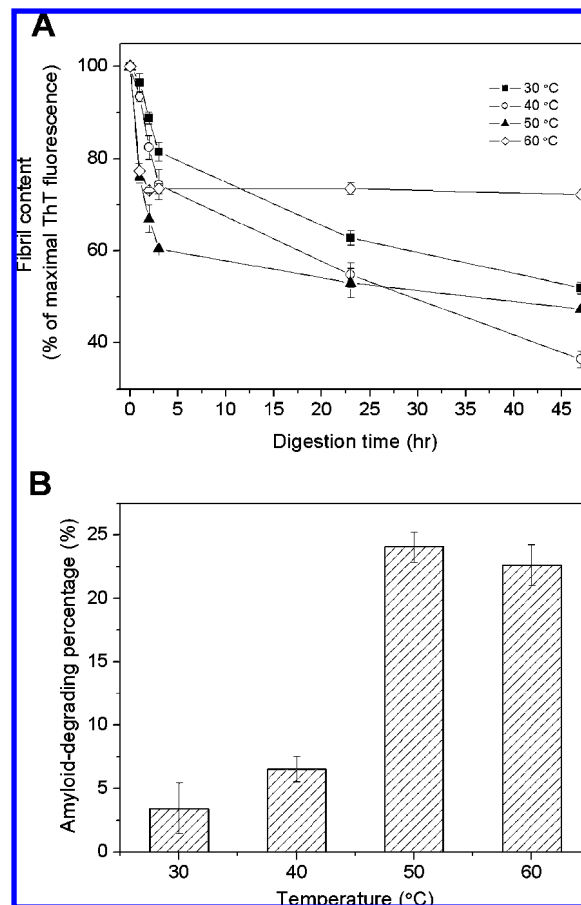 A
Fibril content
(% of maximal ThT fluorescence)
100
80
60
40
30 °C
40 °C
50 °C
60 °C
0 5 10 15 20 25 30 35 40 45
Digestion time (hr)
B
Amyloid-degrading percentage (%)
25
20
15
10
5
0
30 40 50 60
Temperature (°C)